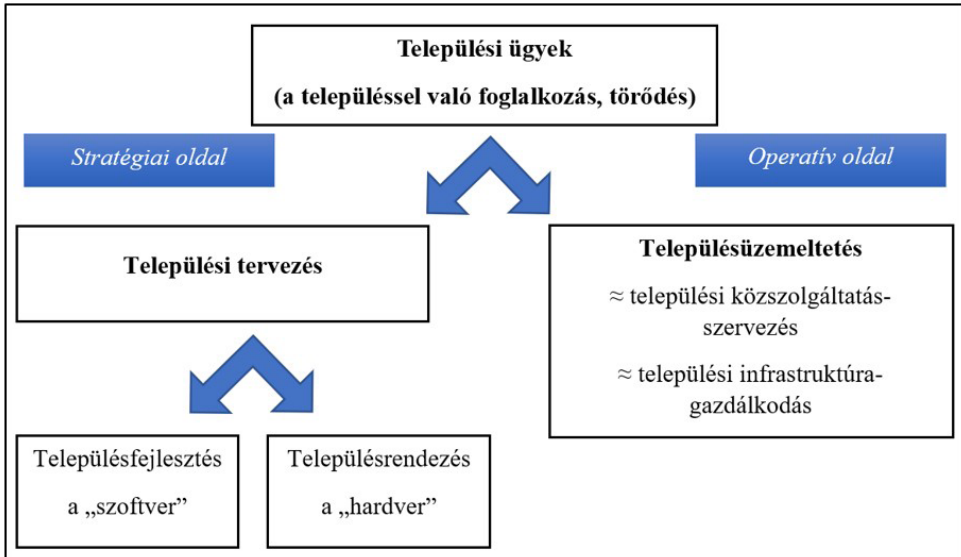 Települési ügyek
(a településsel való foglalkozás, törődés)
Stratégiai oldal
Operatív oldal
Települési tervezés
Településüzemeltetés
≈ települési közszolgáltatás-
szervezés
≈ települési infrastruktúra-
gazdálkodás
Településfejlesztés
a „szoftver”
Településrendezés
a „hardver”